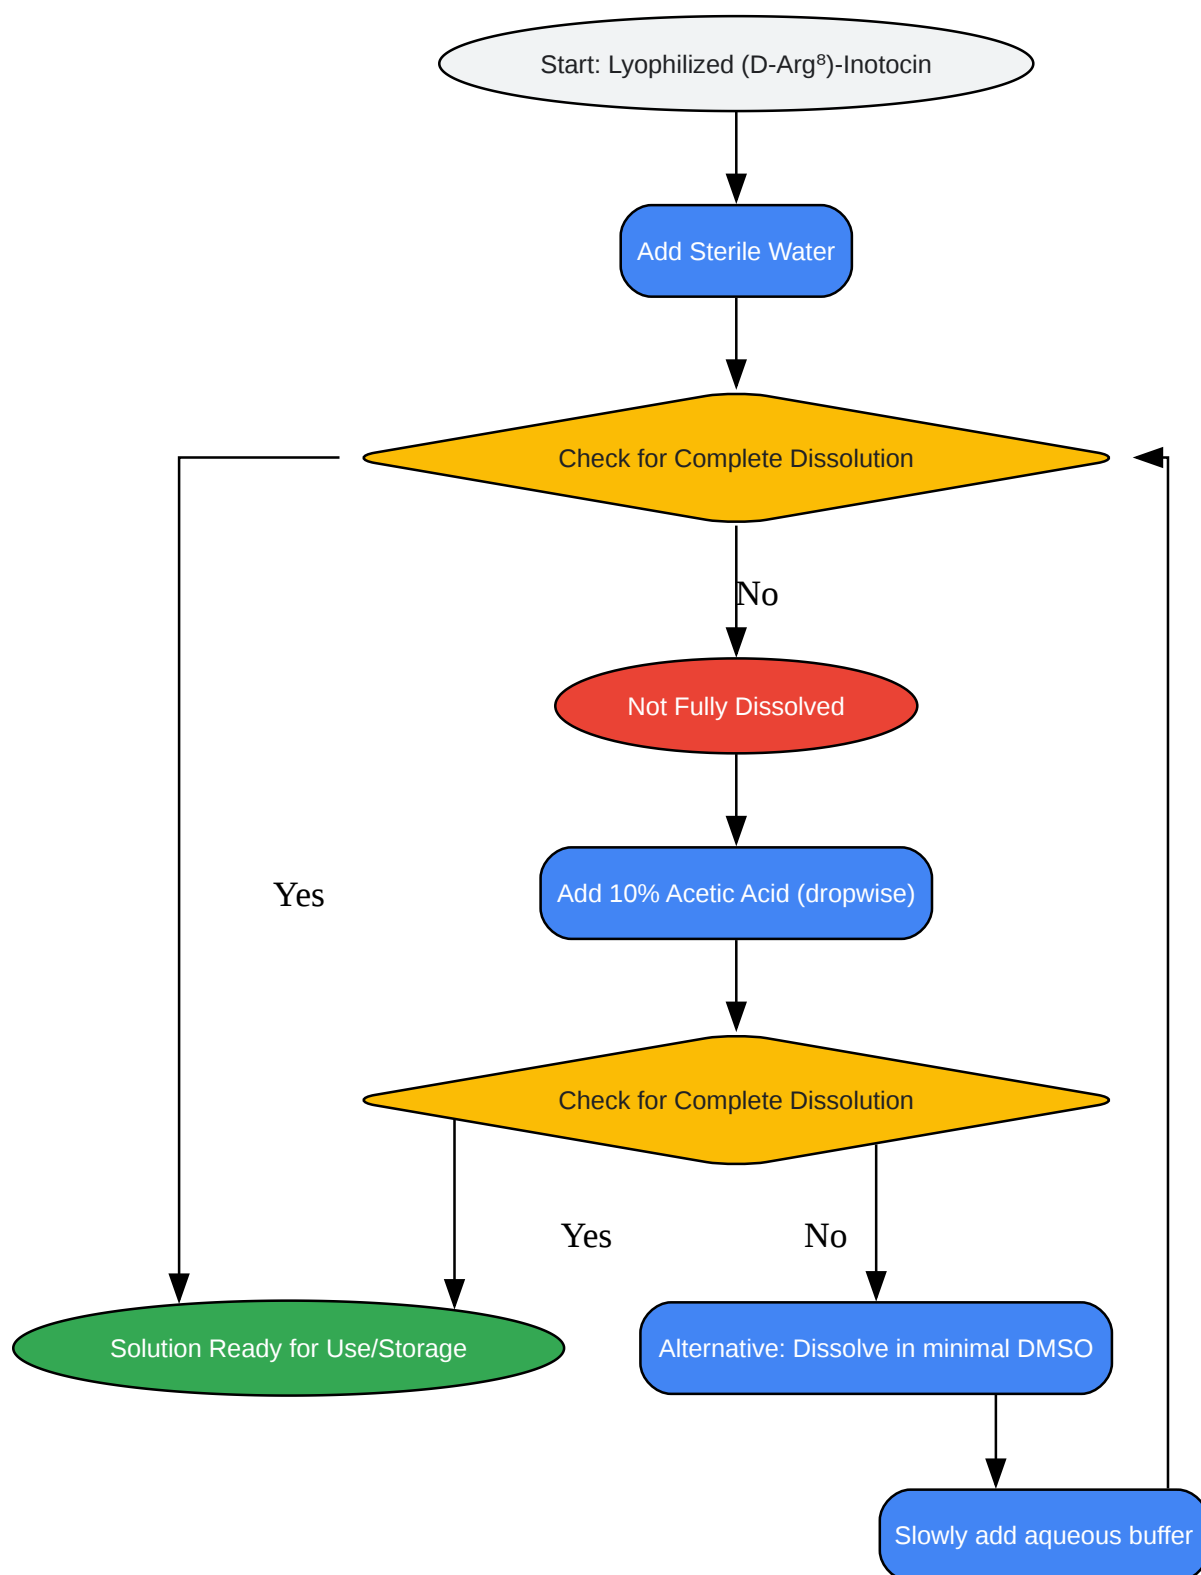 Start: Lyophilized (D-Arg⁸)-Inotocin
Add Sterile Water
Check for Complete Dissolution
No
Not Fully Dissolved
Yes
Add 10% Acetic Acid (dropwise)
Check for Complete Dissolution
Yes
No
Solution Ready for Use/Storage
Alternative: Dissolve in minimal DMSO
Slowly add aqueous buffer